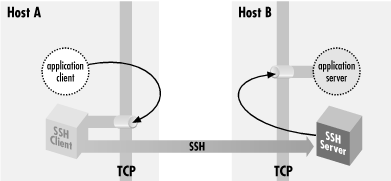 Host A
Host B
application
client
application
server
SSH
Client
SSH
SSH
Server
TCP
TCP